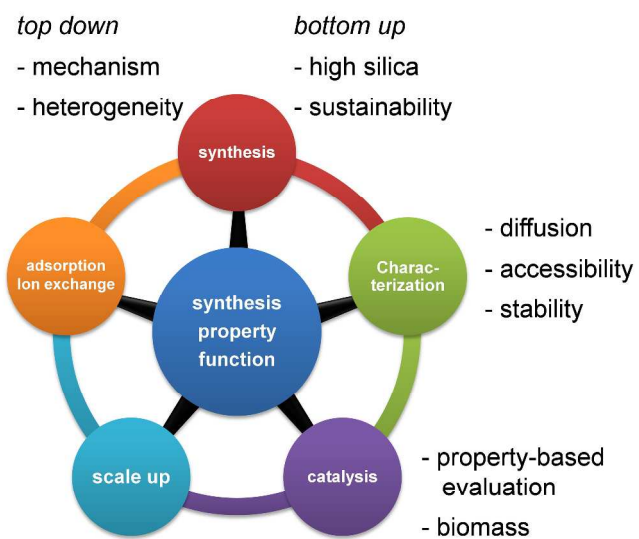 top down
- mechanism
- heterogeneity
bottom up
- high silica
- sustainability
synthesis
adsorption
Ion exchange
Charac-
terization
- diffusion
- accessibility
- stability
synthesis
property
function
scale up
catalysis
- property-based
evaluation
- biomass